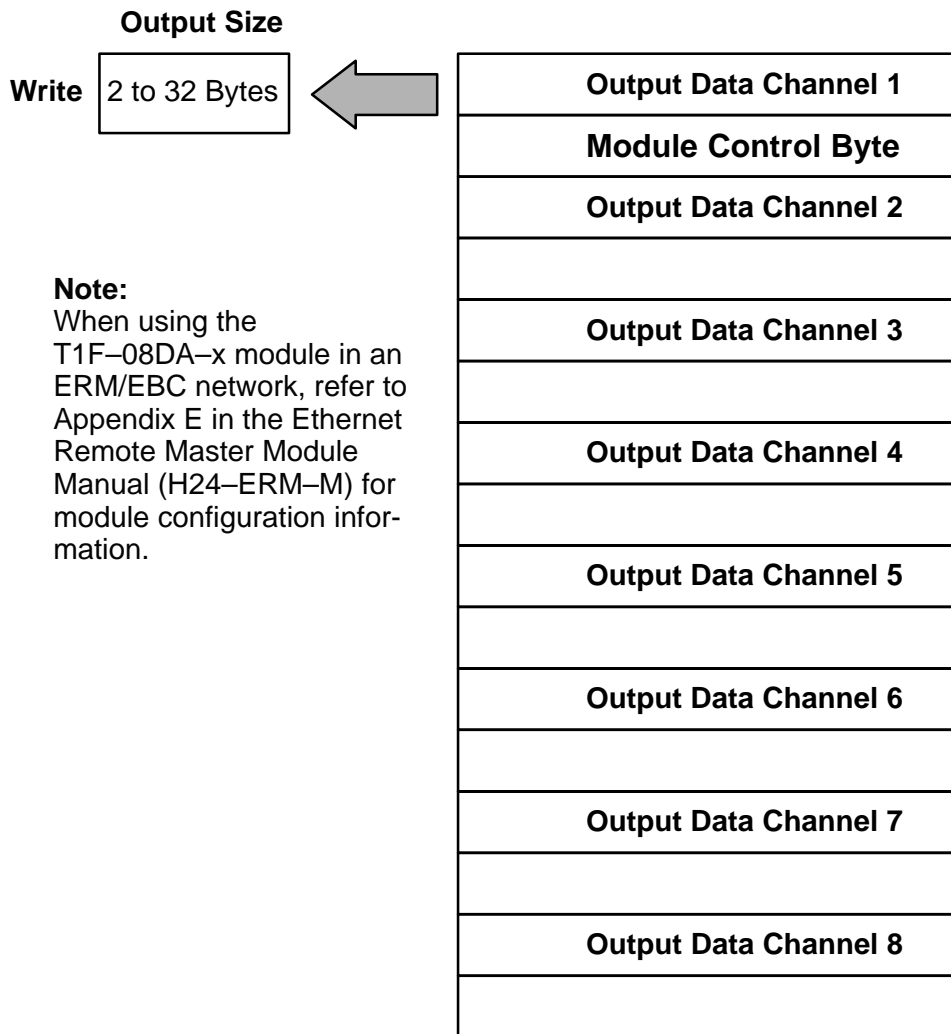 Output Size
Write
2 to 32 Bytes
Output Data Channel 1
Module Control Byte
Output Data Channel 2
Note:
When using the
T1F–08DA–x module in an
ERM/EBC network, refer to
Appendix E in the Ethernet
Remote Master Module
Manual (H24–ERM–M) for
module configuration infor-
mation.
Output Data Channel 3
Output Data Channel 4
Output Data Channel 5
Output Data Channel 6
Output Data Channel 7
Output Data Channel 8